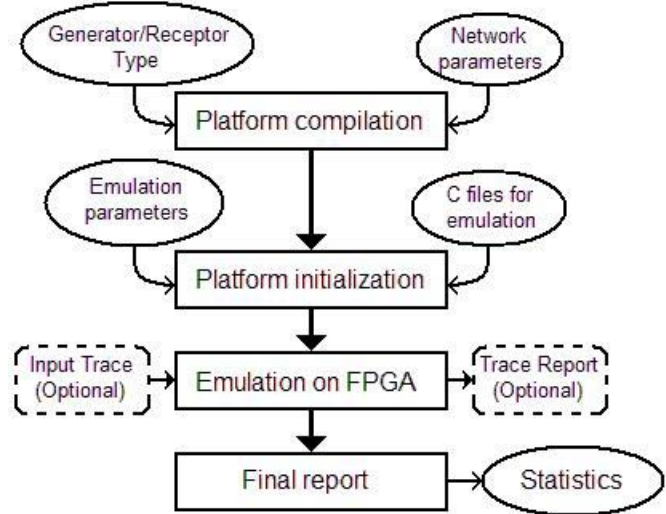 Generator/Receptor
Type
Network
parameters
Platform compilation
Emulation
parameters
C files for
emulation
Platform initialization
Input Trace
(Optional)
Emulation on FPGA
Trace Report
(Optional)
Final report
Statistics